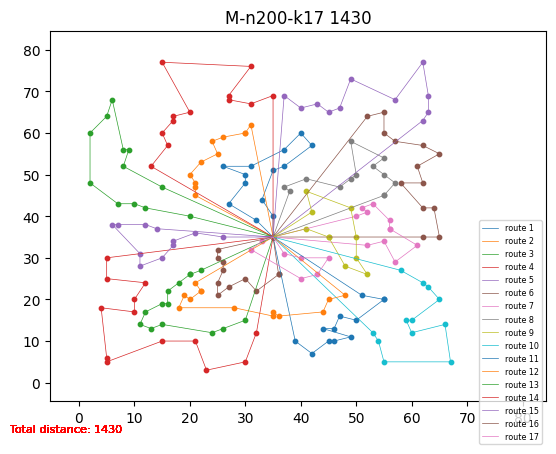 M-n200-k17 1430
80
70
60
50
40
30
20
10
0
route 1
route 2
route 3
route 4
route 5
route 6
route 7
route 8
route 9
route 10
route 11
route 12
route 13
route 14
route 15
route 16
route 17
0 10 20 30 40 50 60 70 80
Total distance: 1430